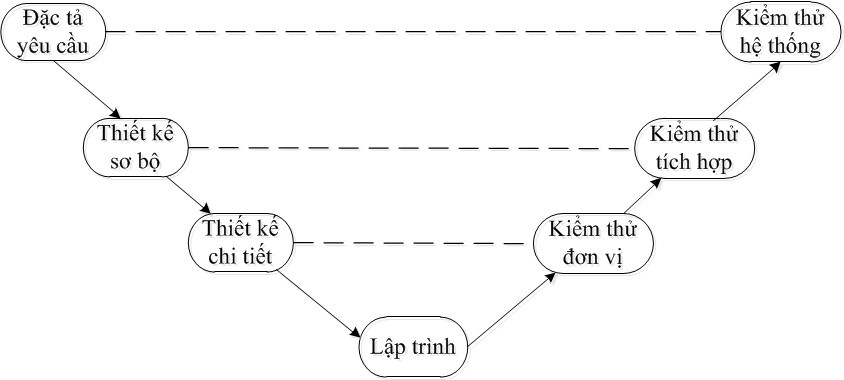 Đặc tả
yêu cầu
Kiểm thử
hệ thống
Thiết kế
sơ bộ
Kiểm thử
tích hợp
Thiết kế
chi tiết
Kiểm thử
đơn vị
Lập trình